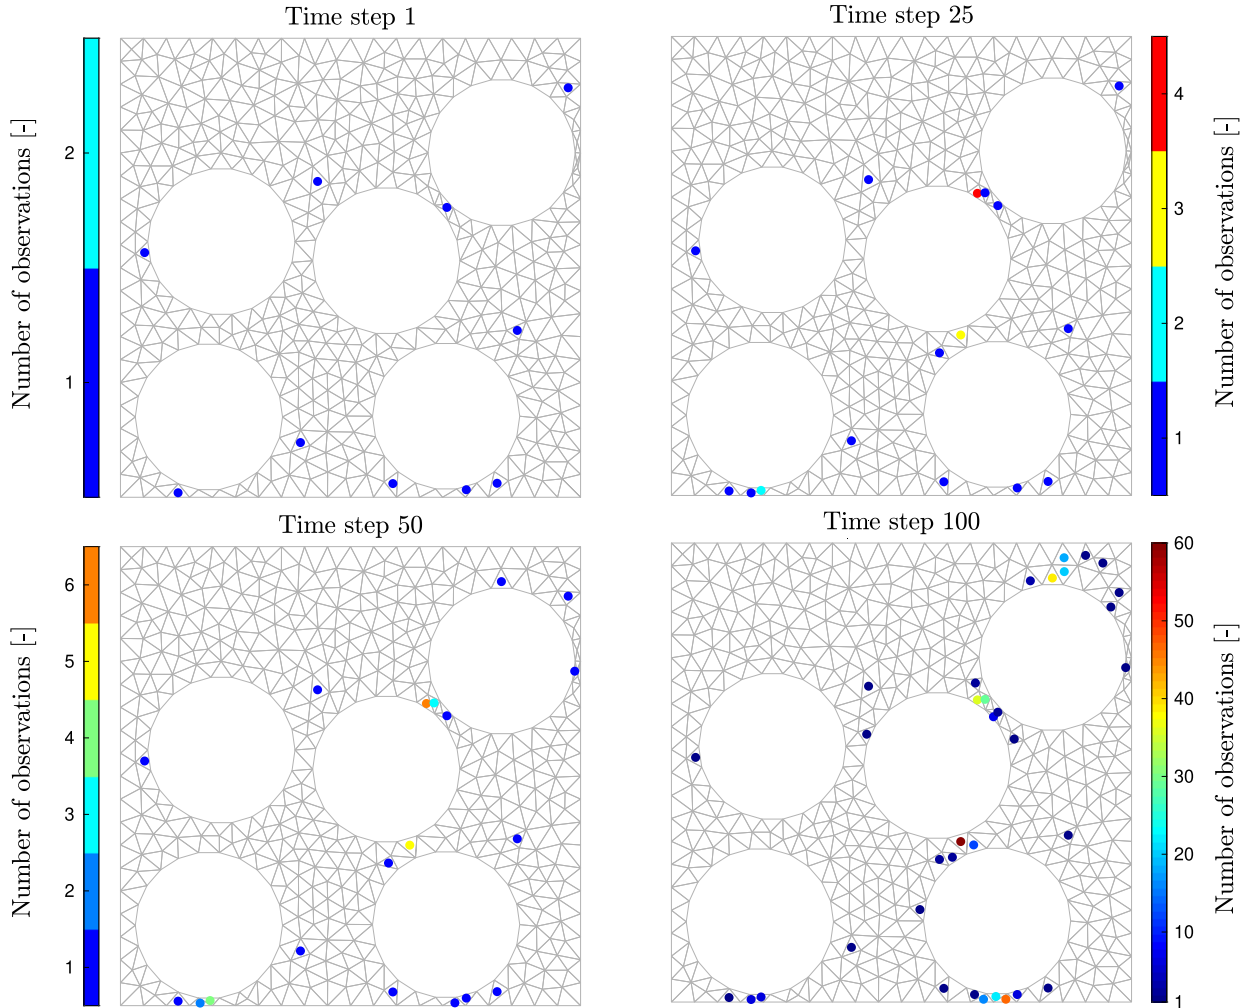 Time step 1
Number of observations [-]
2
1
Time step 25
4
3
2
1
Number of observations [-]
Time step 50
Number of observations [-]
6
5
4
3
2
1
Time step 100
60
50
40
30
20
10
1
Number of observations [-]